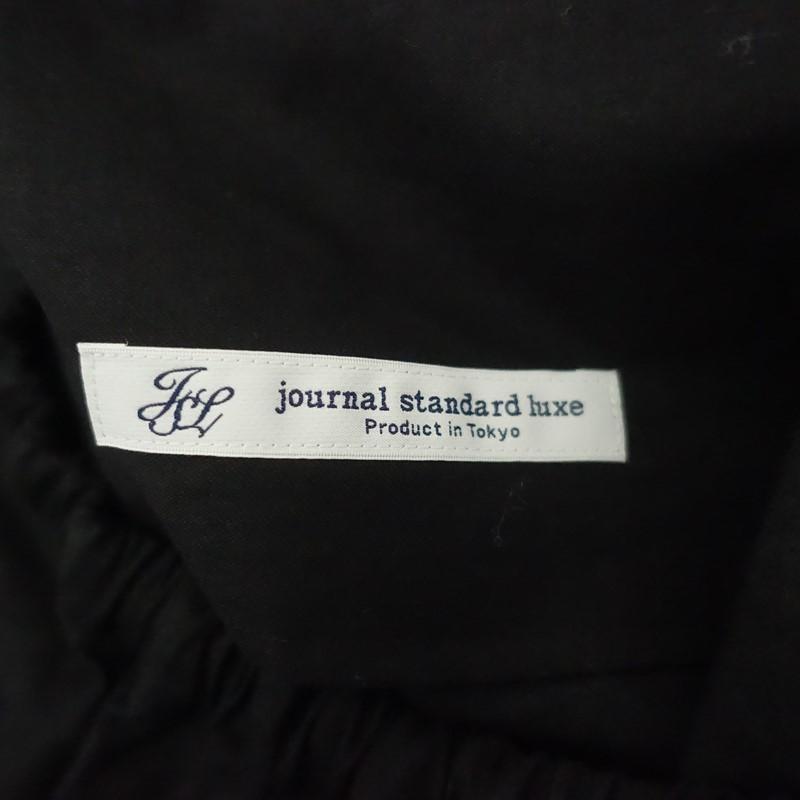 JSL
journal standard luxe
Product in Tokyo